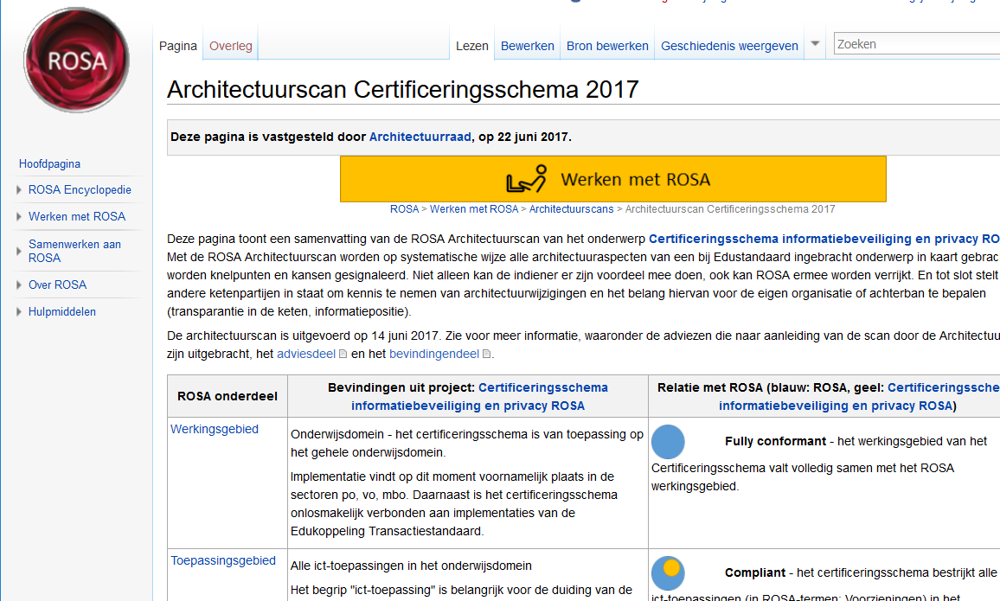 ROSA
Pagina
Overleg
Lezen
Bewerken
Bron bewerken
Geschiedenis weergeven
Zoeken
Architectuurscan Certificeringsschema 2017
Deze pagina is vastgesteld door Architectuurraad, op 22 juni 2017.
Werken met ROSA
ROSA > Werken met ROSA > Architectuurscans > Architectuurscan Certificeringsschema 2017
Hoofdpagina
ROSA Encyclopedie
Werken met ROSA
Samenwerken aan
ROSA
Over ROSA
Hulpmiddelen
Deze pagina toont een samenvatting van de ROSA Architectuurscan van het onderwerp Certificeringsschema informatiebeveiliging en privacy RO
Met de ROSA Architectuurscan worden op systematische wijze alle architectuuraspecten van een bij Edustandaard ingebracht onderwerp in kaart gebrac
worden knelpunten en kansen gesignaleerd. Niet alleen kan de indiener er zijn voordeel mee doen, ook kan ROSA ermee worden verrijkt. En tot slot stelt
andere ketenpartijen in staat om kennis te nemen van architectuurwijzigingen en het belang hiervan voor de eigen organisatie of achterban te bepalen
(transparantie in de keten, informatiepositie).
De architectuurscan is uitgevoerd op 14 juni 2017. Zie voor meer informatie, waaronder de adviezen die naar aanleiding van de scan door de Architectuu
zijn uitgebracht, het adviesdeel en het bevindingendeel.
ROSA onderdeel
Bevindingen uit project: Certificeringsschema
informatiebeveiliging en privacy ROSA
Relatie met ROSA (blauw: ROSA, geel: Certificeringssche
informatiebeveiliging en privacy ROSA)
Werkingsgebied
Onderwijsdomein - het certificeringsschema is van toepassing op
het gehele onderwijsdomein.
Implementatie vindt op dit moment voornamelijk plaats in de
sectoren po, vo, mbo. Daarnaast is het certificeringsschema
onlosmakelijk verbonden aan implementaties van de
Edukoppeling Transactiestandaard.
Fully conformant - het werkingsgebied van het
Certificeringsschema valt volledig samen met het ROSA
werkingsgebied.
Toepassingsgebied
Alle ict-toepassingen in het onderwijsdomein
Het begrip "ict-toepassing" is belangrijk voor de duiding van de
Compliant - het certificeringsschema bestrijkt alle
ict-toepassingen (in ROSA-termen: Voorzieningen) in het